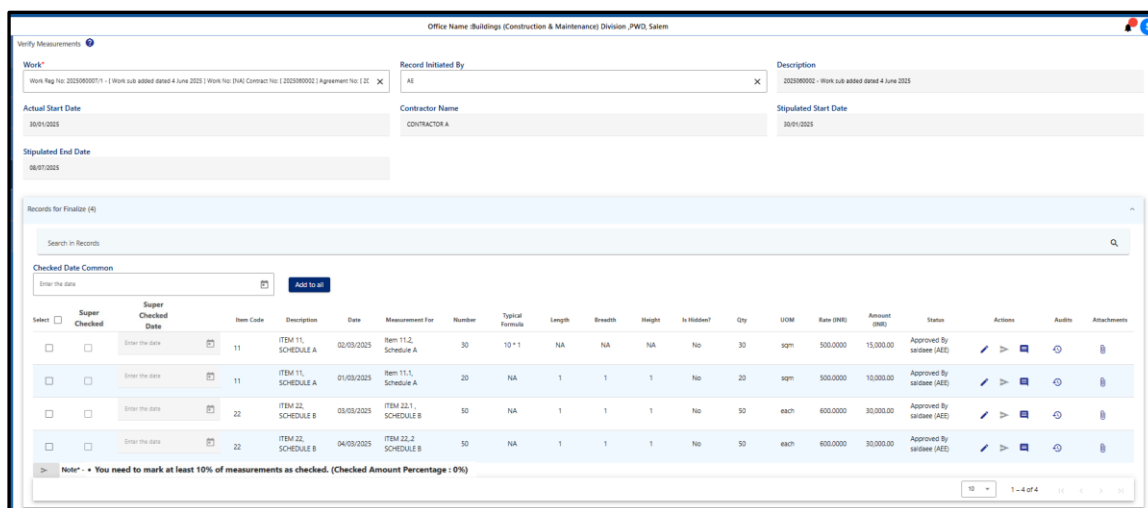 Office Name :Buildings (Construction & Maintenance) Division ,PWD, Salem
Verify Measurements ?
Work* Record Initiated By Description
Work Reg No: 2025060007/1 - [ Work sub added dated 4 June 2025 ] Work No: [NA] Contract No: [ 2025060002 ] Agreement No: [ 20 × AE × 2025060002 - Work sub added dated 4 June 2025
Actual Start Date Contractor Name Stipulated Start Date
30/01/2025 CONTRACTOR A 30/01/2025
Stipulated End Date
08/07/2025
Records for Finalize (4)
Search in Records
Checked Date Common
Enter the date Add to all
Select Super Checked Super Checked Date Item Code Description Date Measurement For Number Typical Formula Length Breadth Height Is Hidden? Qty UOM Rate (INR) Amount (INR) Status Actions Audits Attachments
Enter the date 11 ITEM 11, SCHEDULE A 02/03/2025 Item 11.2, Schedule A 30 10 * 1 NA NA NA No 30 sqm 500.0000 15,000.00 Approved By saidaee (AEE)
Enter the date 11 ITEM 11, SCHEDULE A 01/03/2025 Item 11.1, Schedule A 20 NA 1 1 1 No 20 sqm 500.0000 10,000.00 Approved By saidaee (AEE)
Enter the date 22 ITEM 22, SCHEDULE B 03/03/2025 ITEM 22.1 , SCHEDULE B 50 NA 1 1 1 No 50 each 600.0000 30,000.00 Approved By saidaee (AEE)
Enter the date 22 ITEM 22, SCHEDULE B 04/03/2025 ITEM 22,.2 SCHEDULE B 50 NA 1 1 1 No 50 each 600.0000 30,000.00 Approved By saidaee (AEE)
Note* - • You need to mark at least 10% of measurements as checked. (Checked Amount Percentage : 0%)
10 1 – 4 of 4